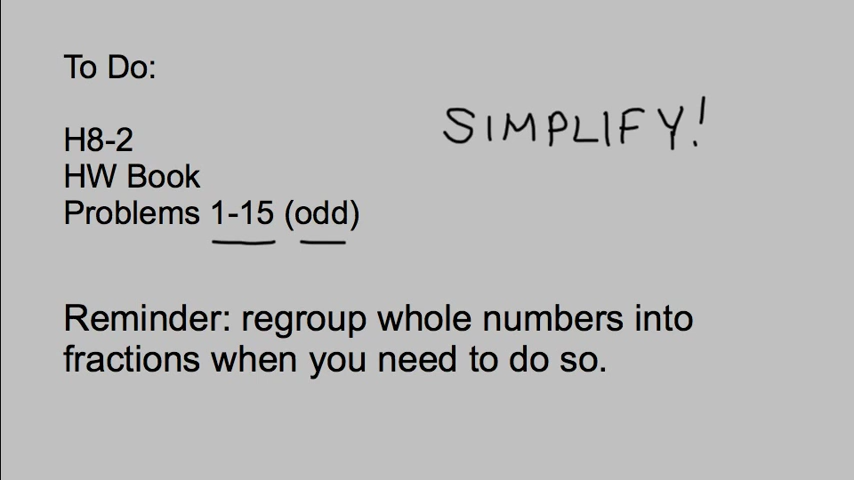 To Do:
SIMPLIFY!
H8-2
HW Book
Problems 1-15 (odd)
Reminder: regroup whole numbers into
fractions when you need to do so.